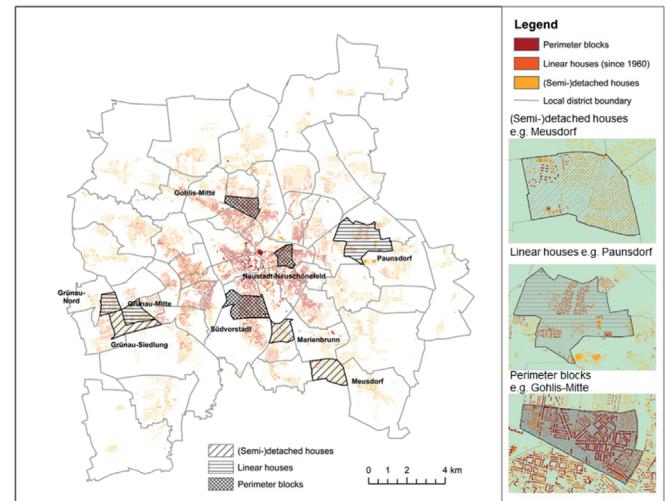 Gohlis-Mitte
Paunsdorf
Neustadt-Neuschönefeld
Grünau-
Nord
Grünau-Mitte
Grünau-Siedlung
Südvorstadt
Marienbrunn
Meusdorf
(Semi-)detached houses
Linear houses
Perimeter blocks
0 2 4 km
Legend
Perimeter blocks
Linear houses (since 1960)
(Semi-)detached houses
Local district boundary
(Semi-)detached houses
e.g. Meusdorf
Linear houses e.g. Paunsdorf
Perimeter blocks
e.g. Gohlis-Mitte